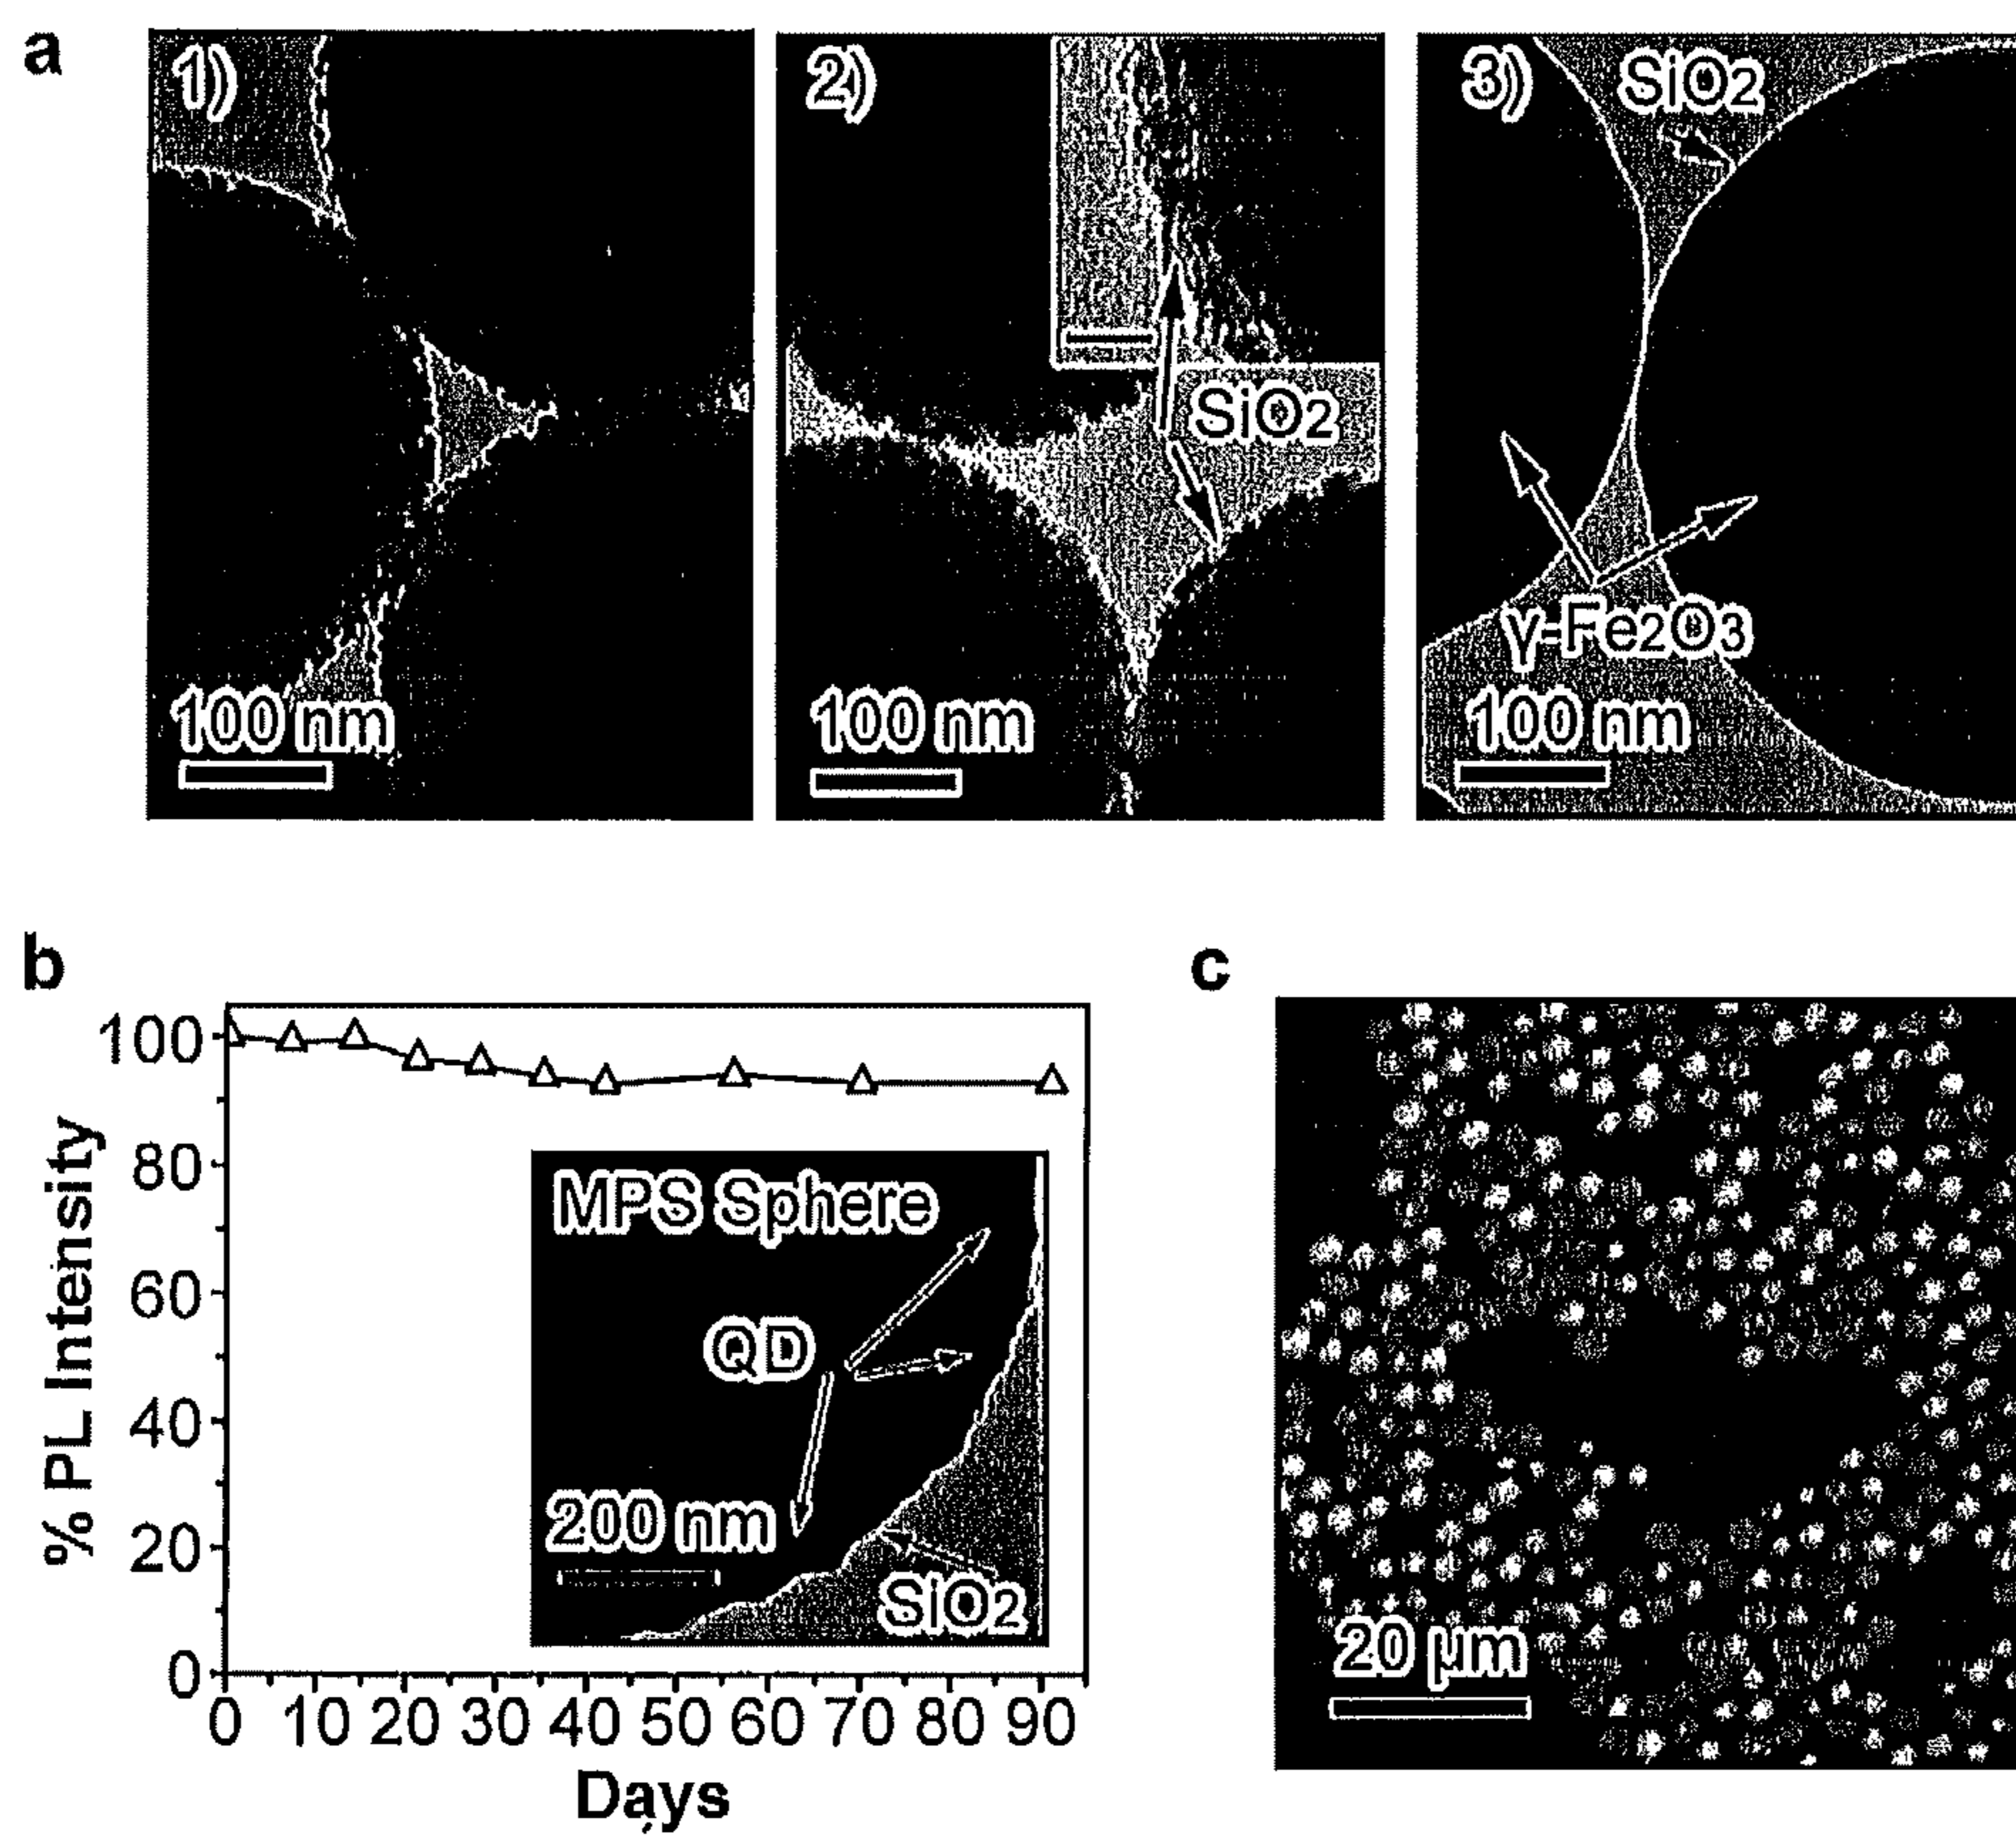 a
1)
100 nm
2)
SiO2
100 nm
3)
SiO2
γ-Fe2O3
100 nm
b
% PL Intensity
100
80
60
40
20
0
0 10 20 30 40 50 60 70 80 90
Days
MPS Sphere
QD
200 nm
SiO2
c
20 µm